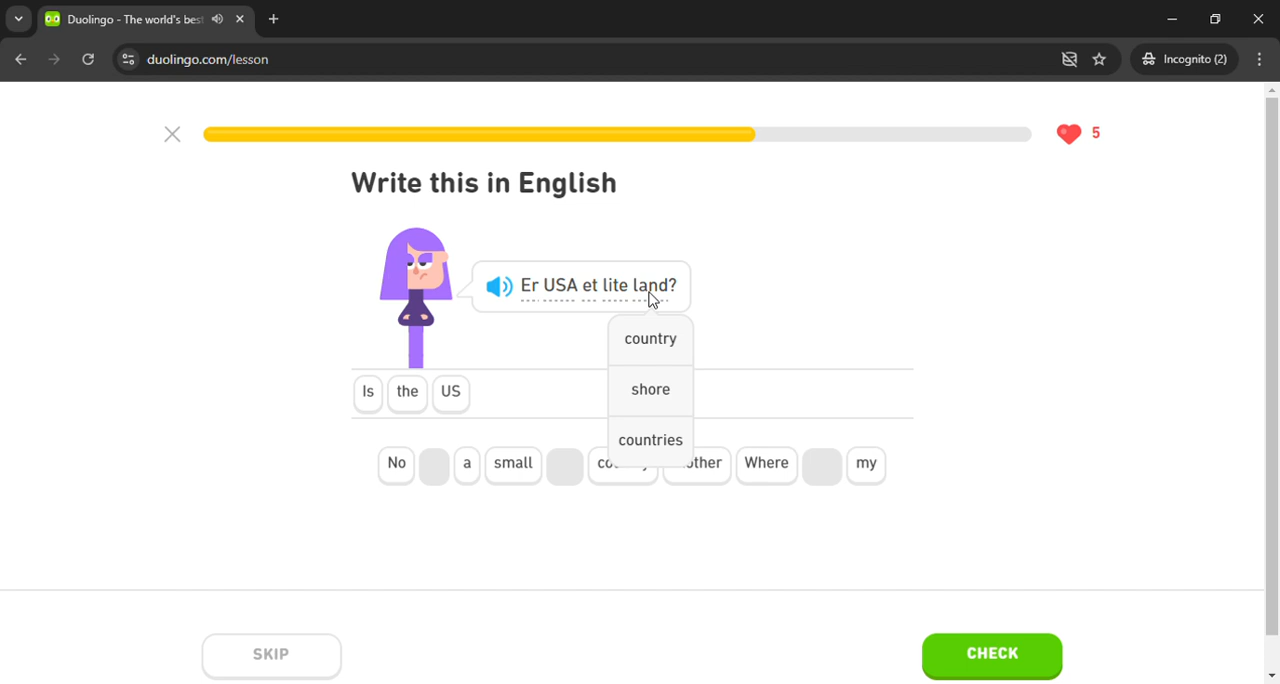 Duolingo - The world's best
duolingo.com/lesson
Incognito (2)
5
Write this in English
Er USA et lite land?
country
shore
countries
Is the US
No a small Where my
SKIP
CHECK